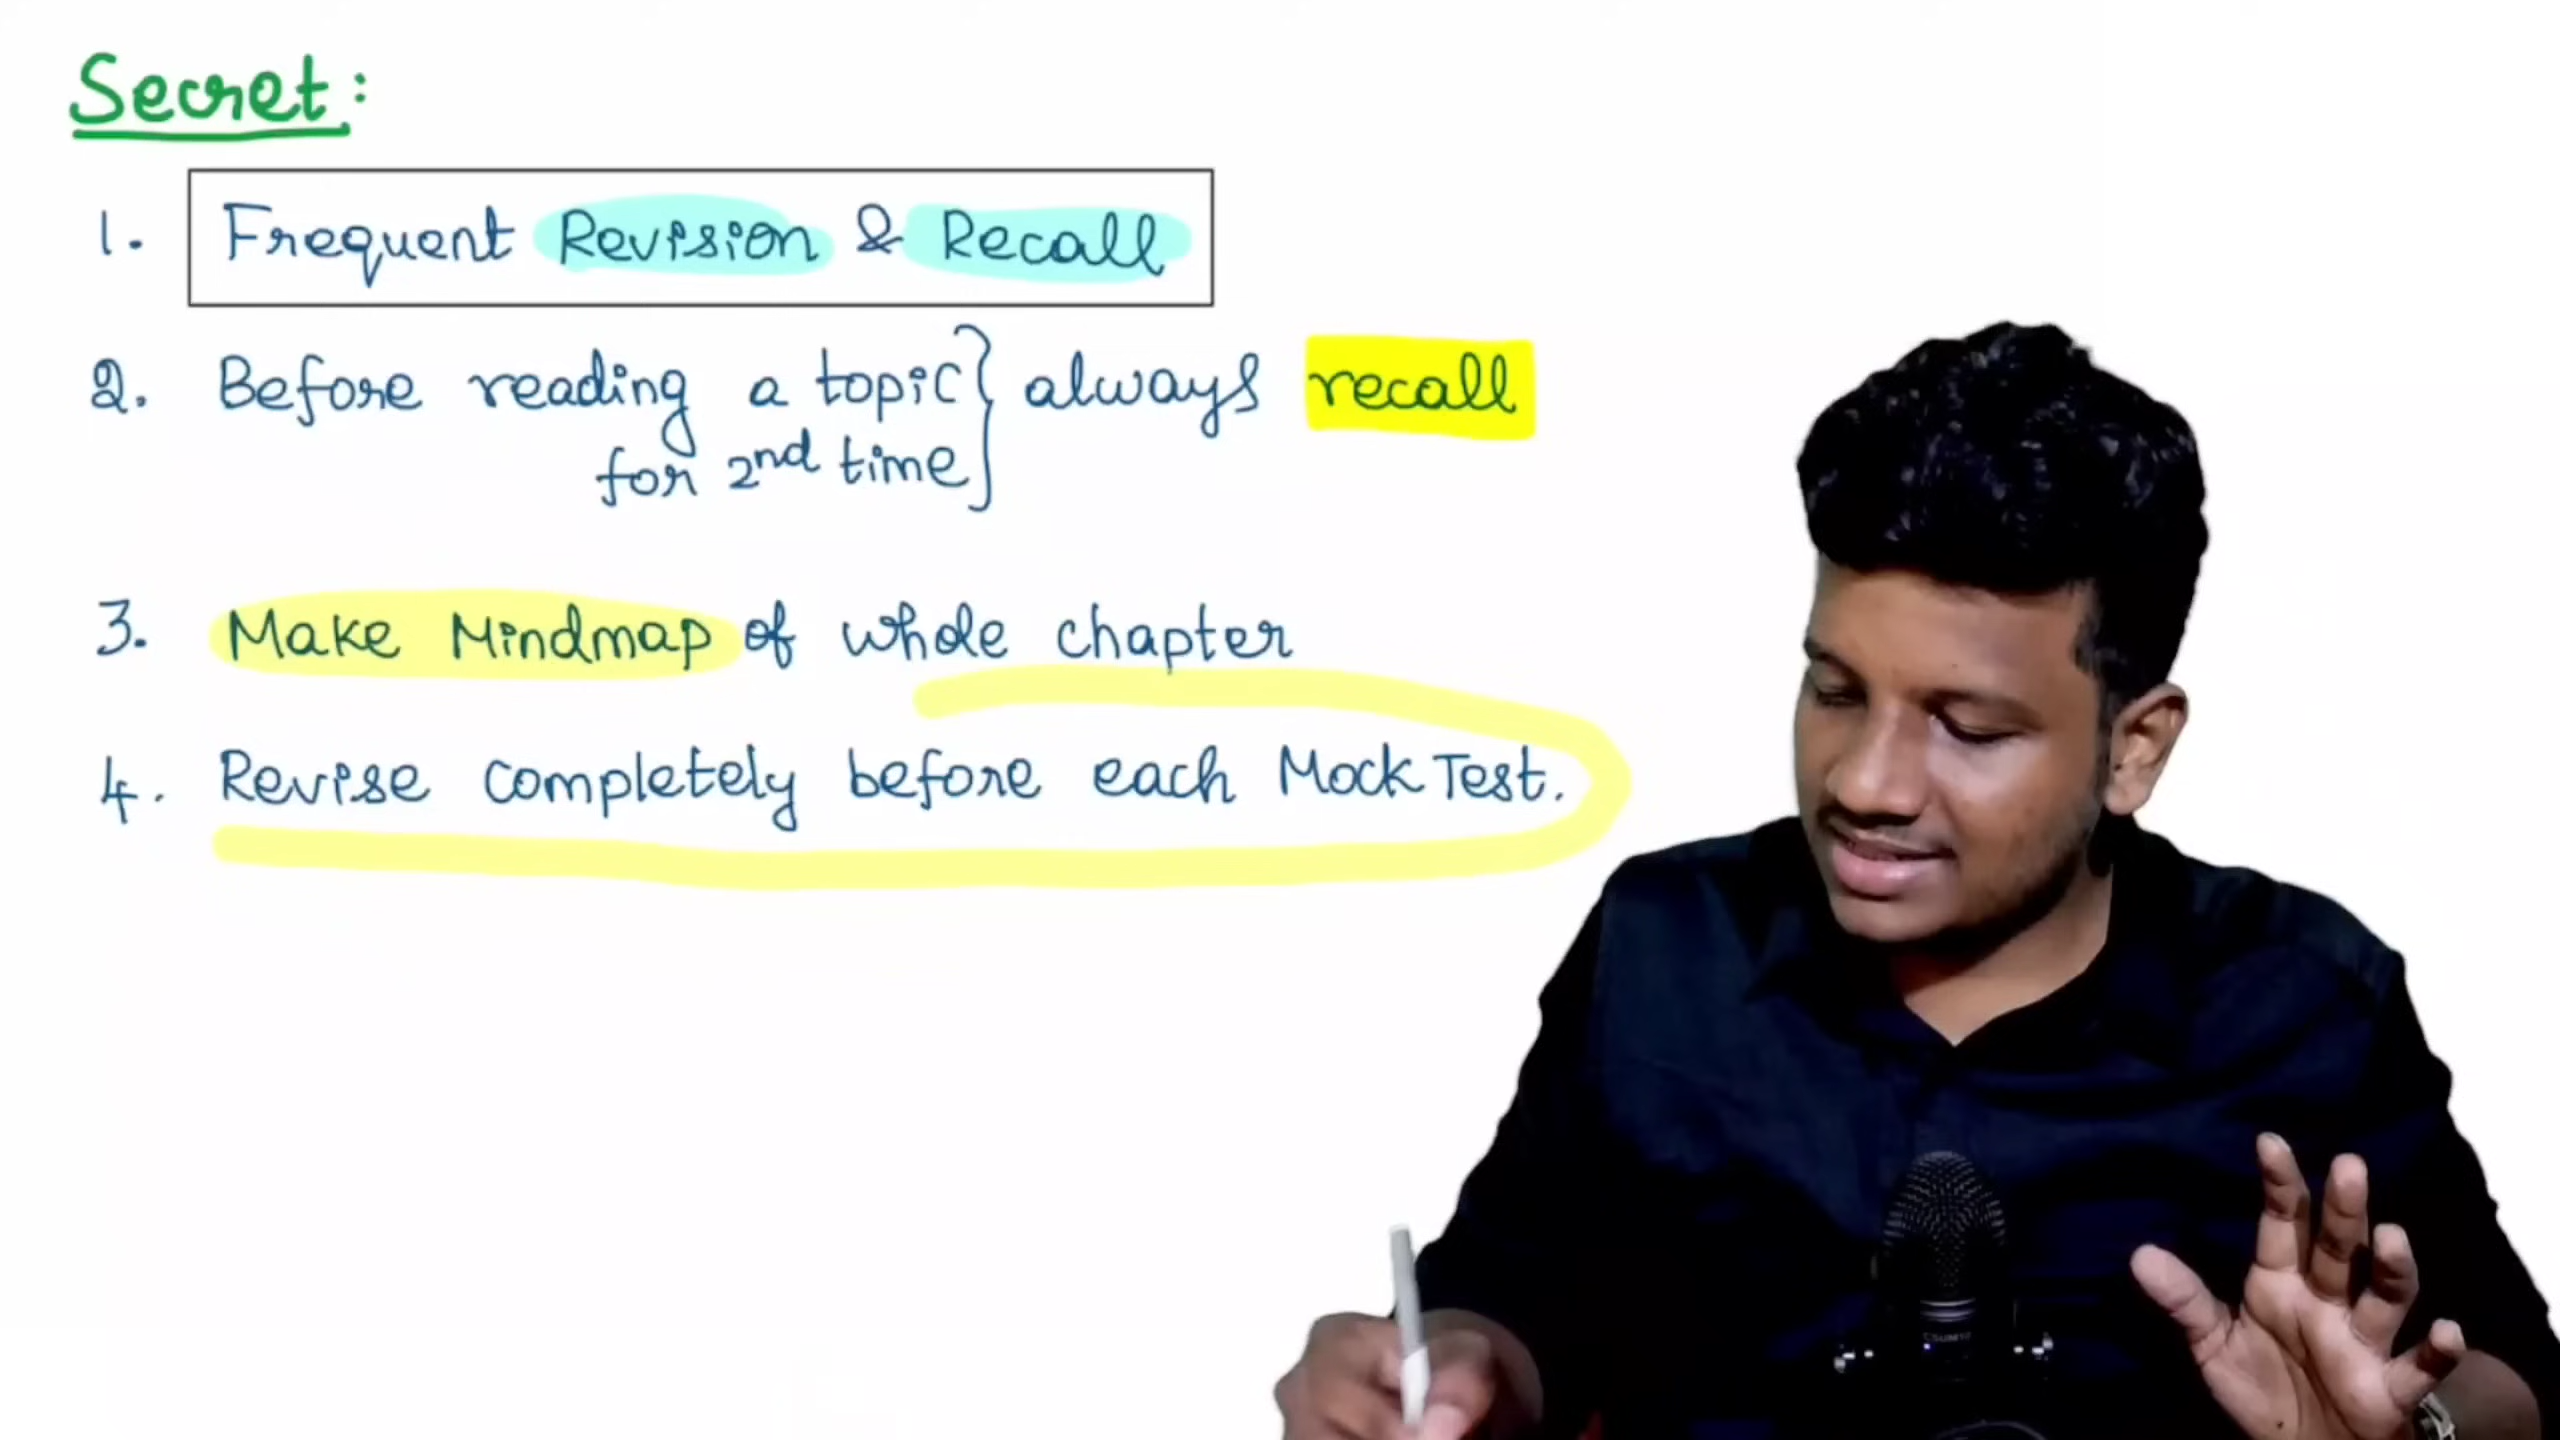 Secret:
1. Frequent Revision & Recall
2. Before reading a topic } always recall
for 2nd time
3. Make Mindmap of whole chapter
4. Revise completely before each Mock Test.